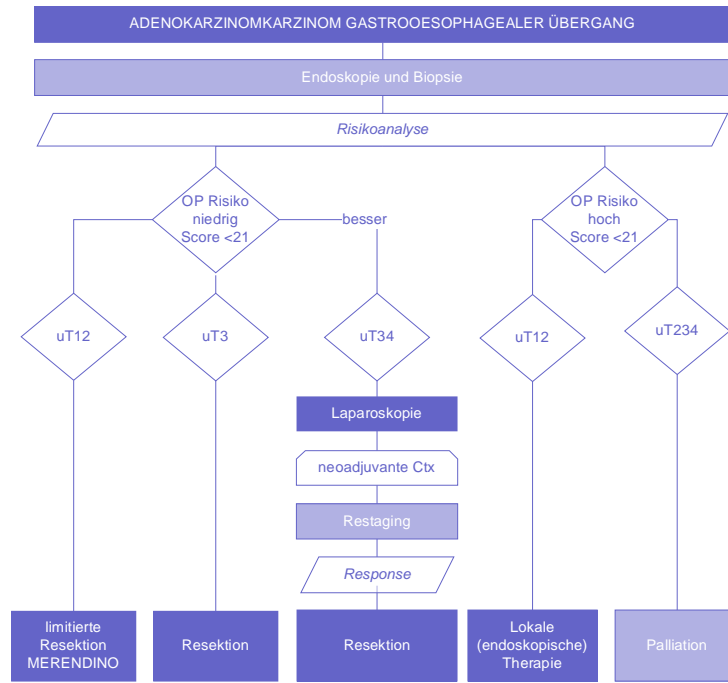 ADENOKARZINOMKARZINOM GASTROOESOPHAGEALER ÜBERGANG
Endoskopie und Biopsie
Risikoanalyse
OP Risiko
niedrig
Score <21
besser
OP Risiko
hoch
Score <21
uT12
uT3
uT34
uT12
uT234
Laparoskopie
neoadjuvante Ctx
Restaging
Response
limitierte
Resektion
MERENDINO
Resektion
Resektion
Lokale
(endoskopische)
Therapie
Palliation